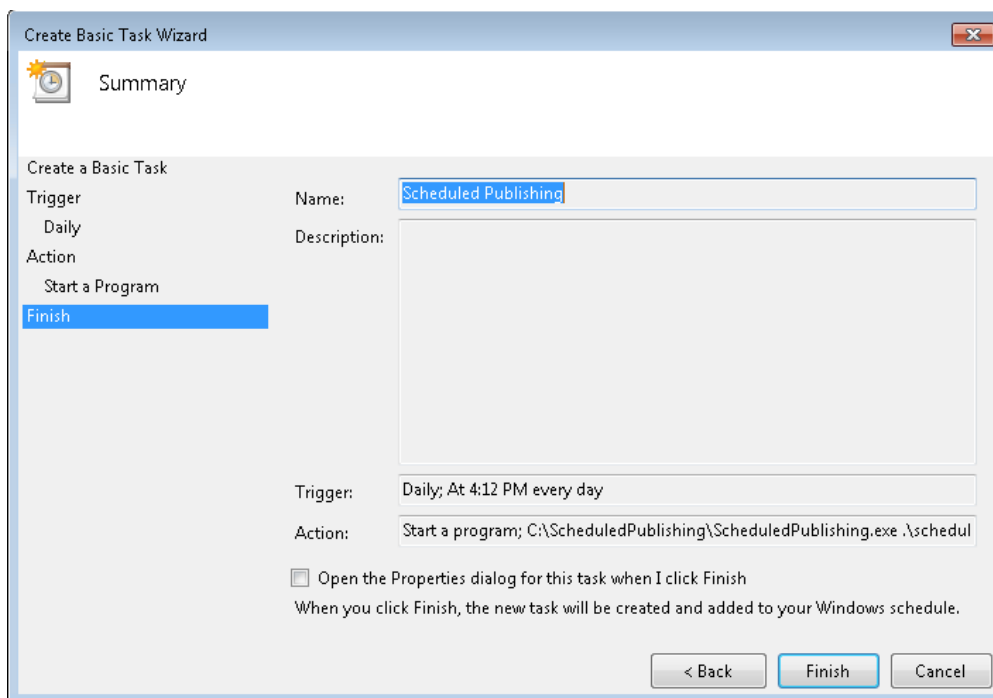 Create Basic Task Wizard
Summary
Create a Basic Task
Trigger
Daily
Action
Start a Program
Finish
Name: Scheduled Publishing
Description:
Trigger: Daily; At 4:12 PM every day
Action: Start a program; C:\ScheduledPublishing\ScheduledPublishing.exe .\schedul
Open the Properties dialog for this task when I click Finish
When you click Finish, the new task will be created and added to your Windows schedule.
< Back Finish Cancel